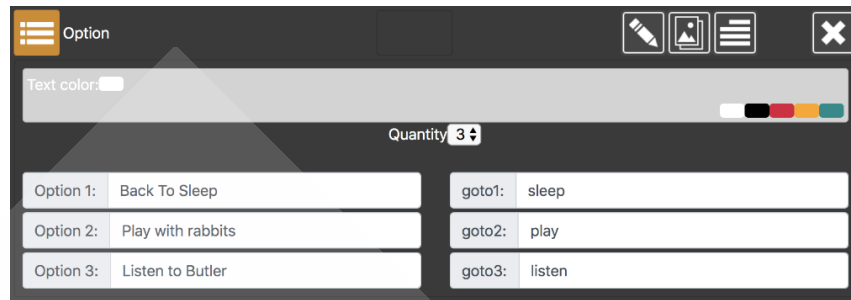 Option
Text color:
Quantity 3
Option 1: Back To Sleep goto1: sleep
Option 2: Play with rabbits goto2: play
Option 3: Listen to Butler goto3: listen